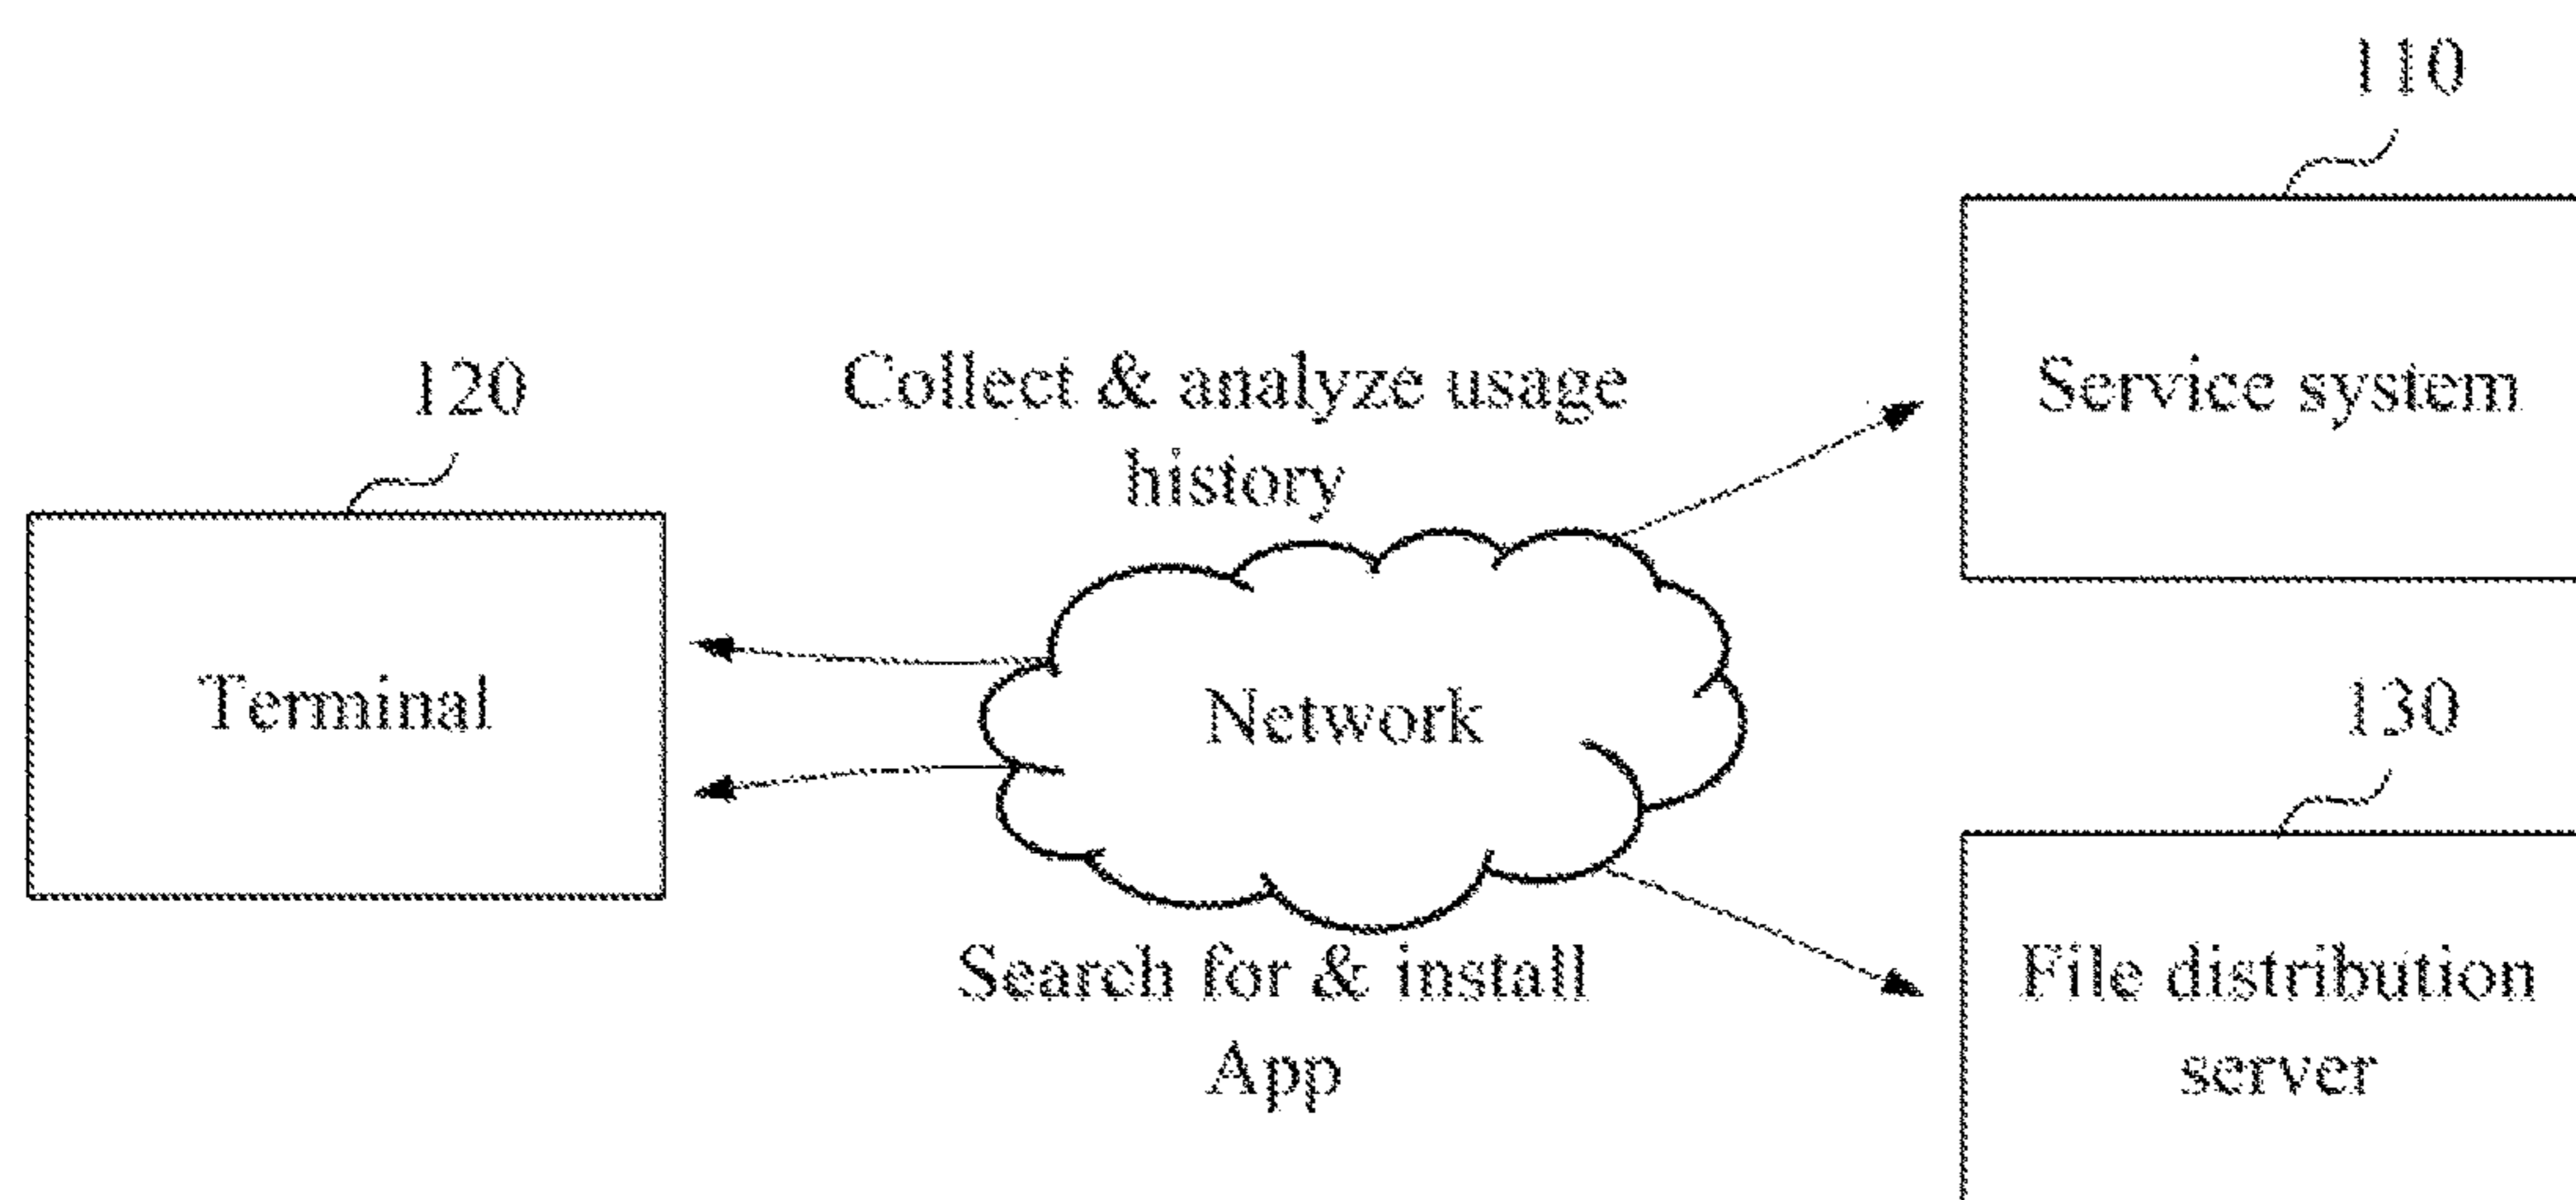 110
Service system
120
Collect & analyze usage
history
Terminal
Network
130
File distribution
server
Search for & install
App